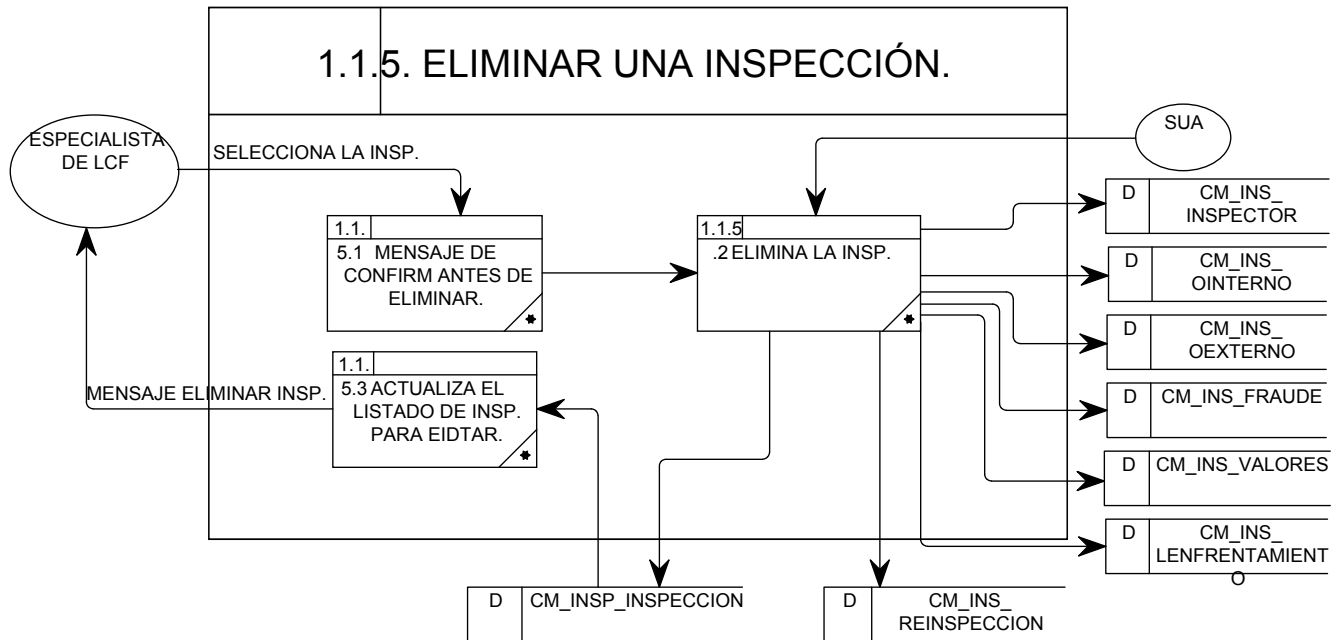 1.1.5. ELIMINAR UNA INSPECCIÓN.
ESPECIALISTA
DE LCF
SELECCIONA LA INSP.
SUA
1.1.
5.1 MENSAJE DE
CONFIRM ANTES DE
ELIMINAR.
1.1.5
.2 ELIMINA LA INSP.
D
CM_INS_
INSPECTOR
D
CM_INS_
OINTERNO
D
CM_INS_
OEXTERNO
1.1.
5.3 ACTUALIZA EL
LISTADO DE INSP.
PARA EIDTAR.
MENSAJE ELIMINAR INSP.
D
CM_INS_FRAUDE
D
CM_INS_VALORES
D
CM_INS_
LENFRENTAMIENT
O
D
CM_INSP_INSPECCION
D
CM_INS_
REINSPECCION